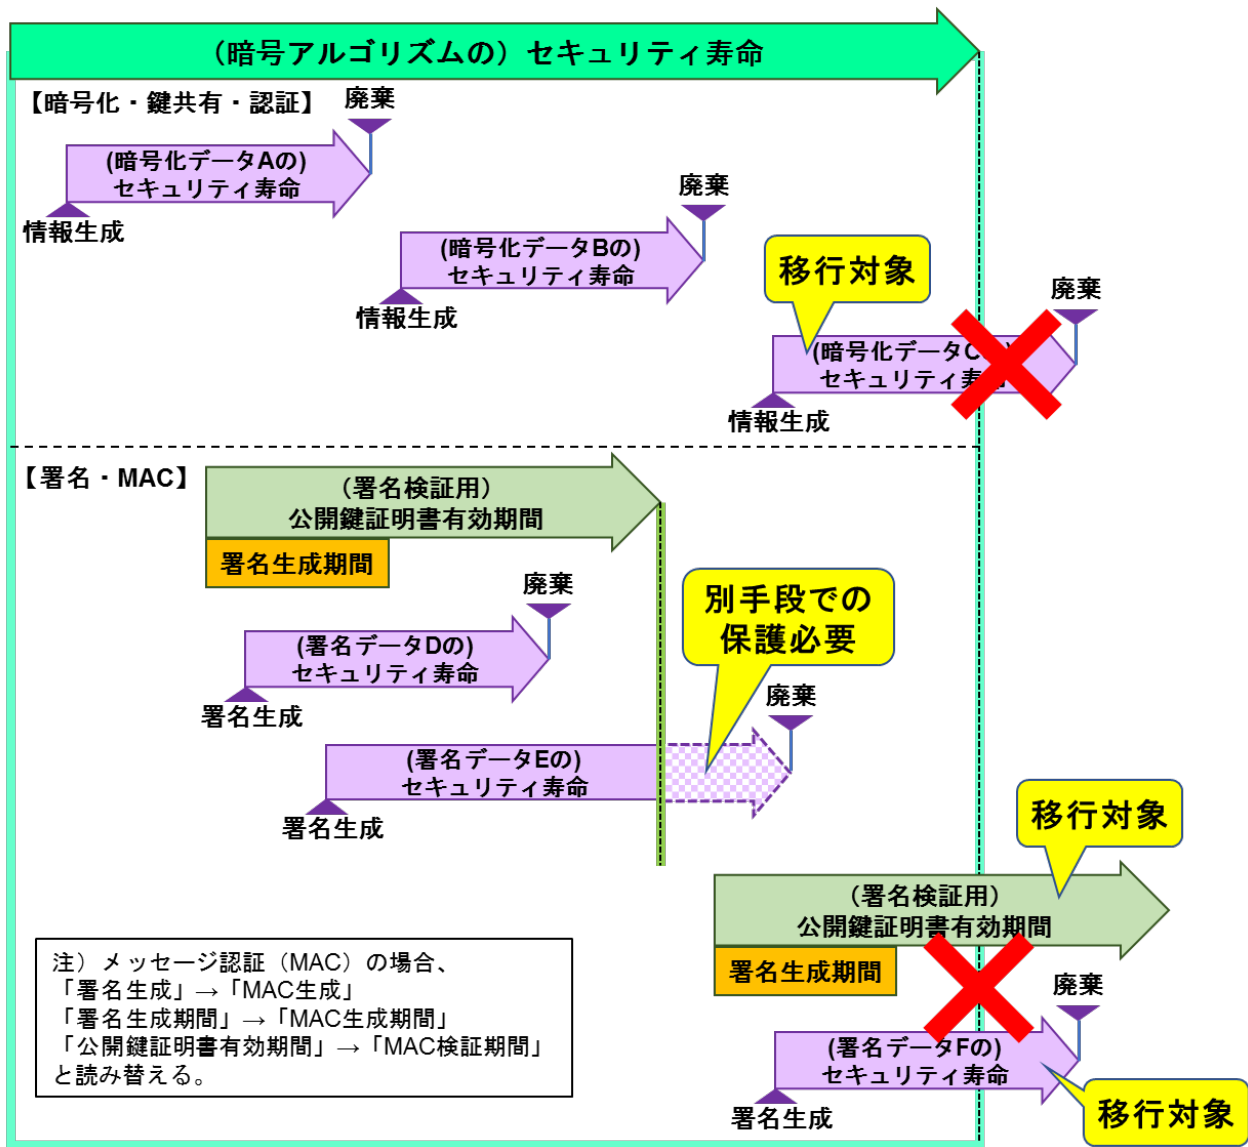 （暗号アルゴリズムの）セキュリティ寿命
【暗号化・鍵共有・認証】
廃棄
(暗号化データAの)
セキュリティ寿命
情報生成
廃棄
(暗号化データBの)
セキュリティ寿命
情報生成
移行対象
廃棄
(暗号化データC
セキュリティ寿
情報生成
【署名・MAC】
（署名検証用）
公開鍵証明書有効期間
署名生成期間
廃棄
(署名データDの)
セキュリティ寿命
署名生成
別手段での
保護必要
廃棄
(署名データEの)
セキュリティ寿命
署名生成
移行対象
（署名検証用）
公開鍵証明書有効期間
署名生成期間
廃棄
(署名データFの)
セキュリティ寿命
署名生成
移行対象
注）メッセージ認証（MAC）の場合、
「署名生成」→「MAC生成」
「署名生成期間」→「MAC生成期間」
「公開鍵証明書有効期間」→「MAC検証期間」
と読み替える。